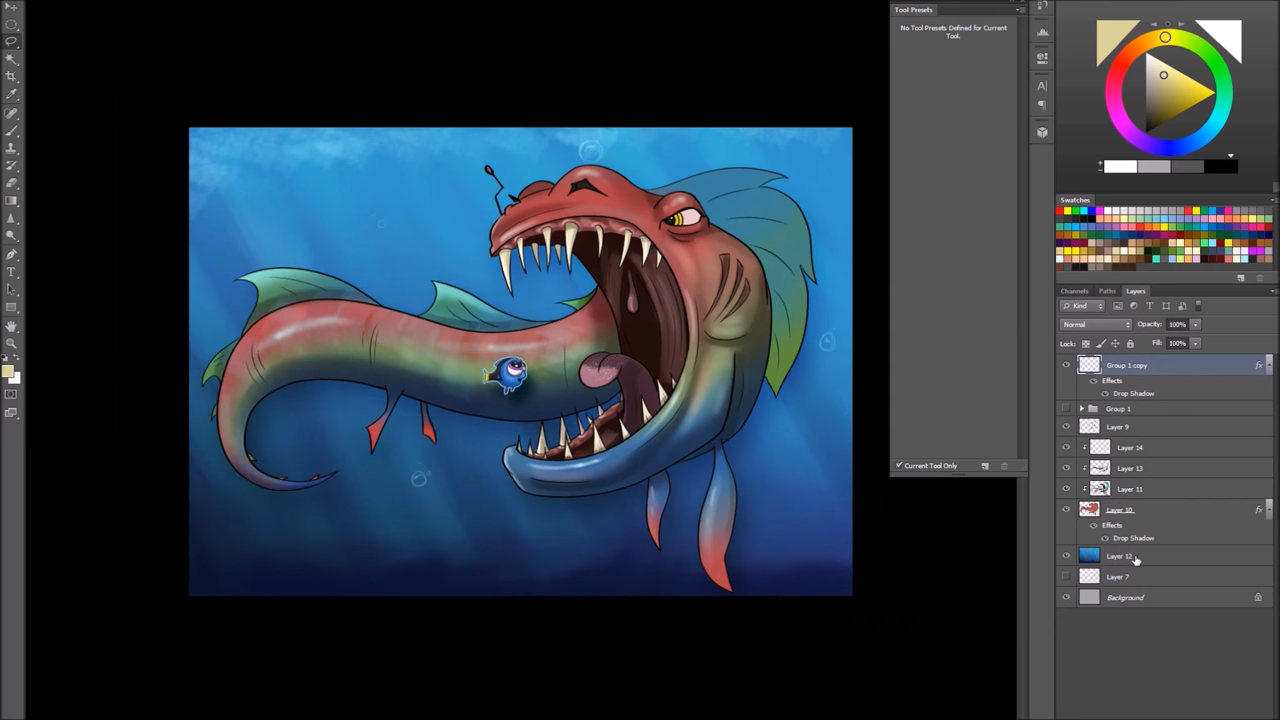 Tool Presets
No Tool Presets Defined for Current
Tool.
Current Tool Only
Swatches
Channels Paths Layers
Kind
Normal Opacity: 100%
Lock: Fill: 100%
Group 1 copy fx
Effects
Drop Shadow
Group 1
Layer 9
Layer 14
Layer 13
Layer 11
Layer 10 fx
Effects
Drop Shadow
Layer 12
Layer 7
Background